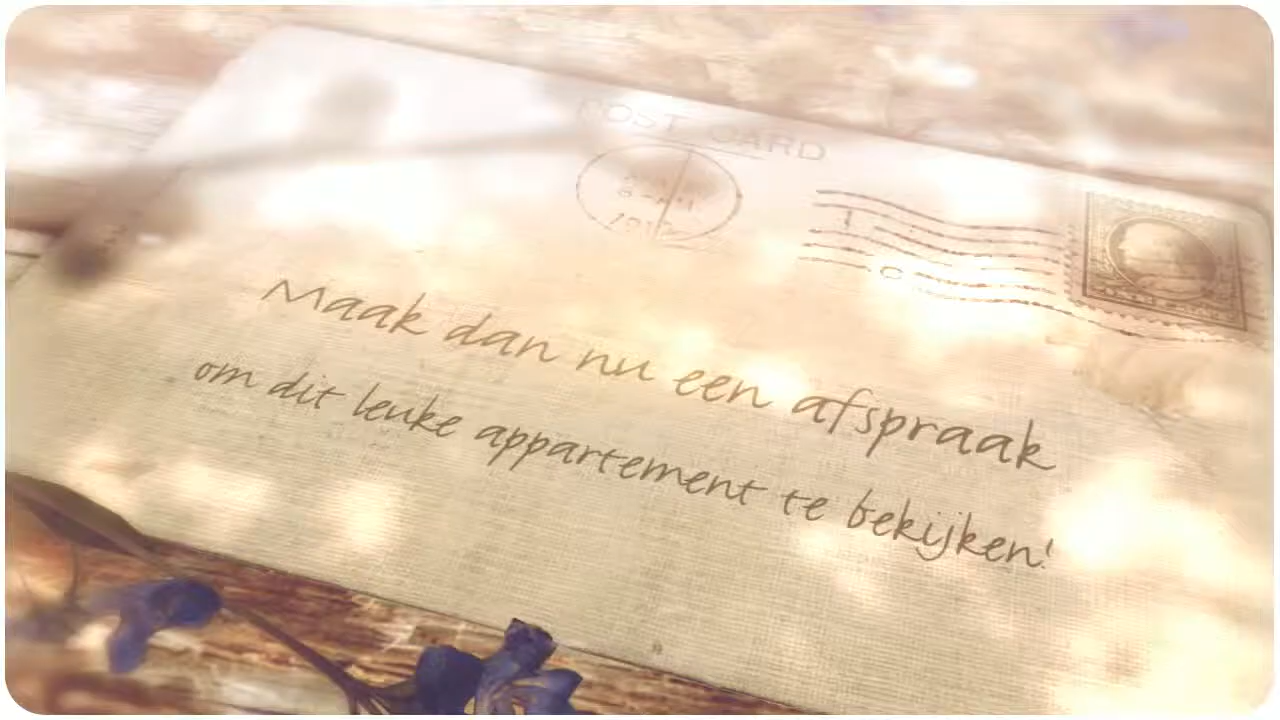 POST CARD
Maak dan nu een afspraak
om dit leuke appartement te bekijken!